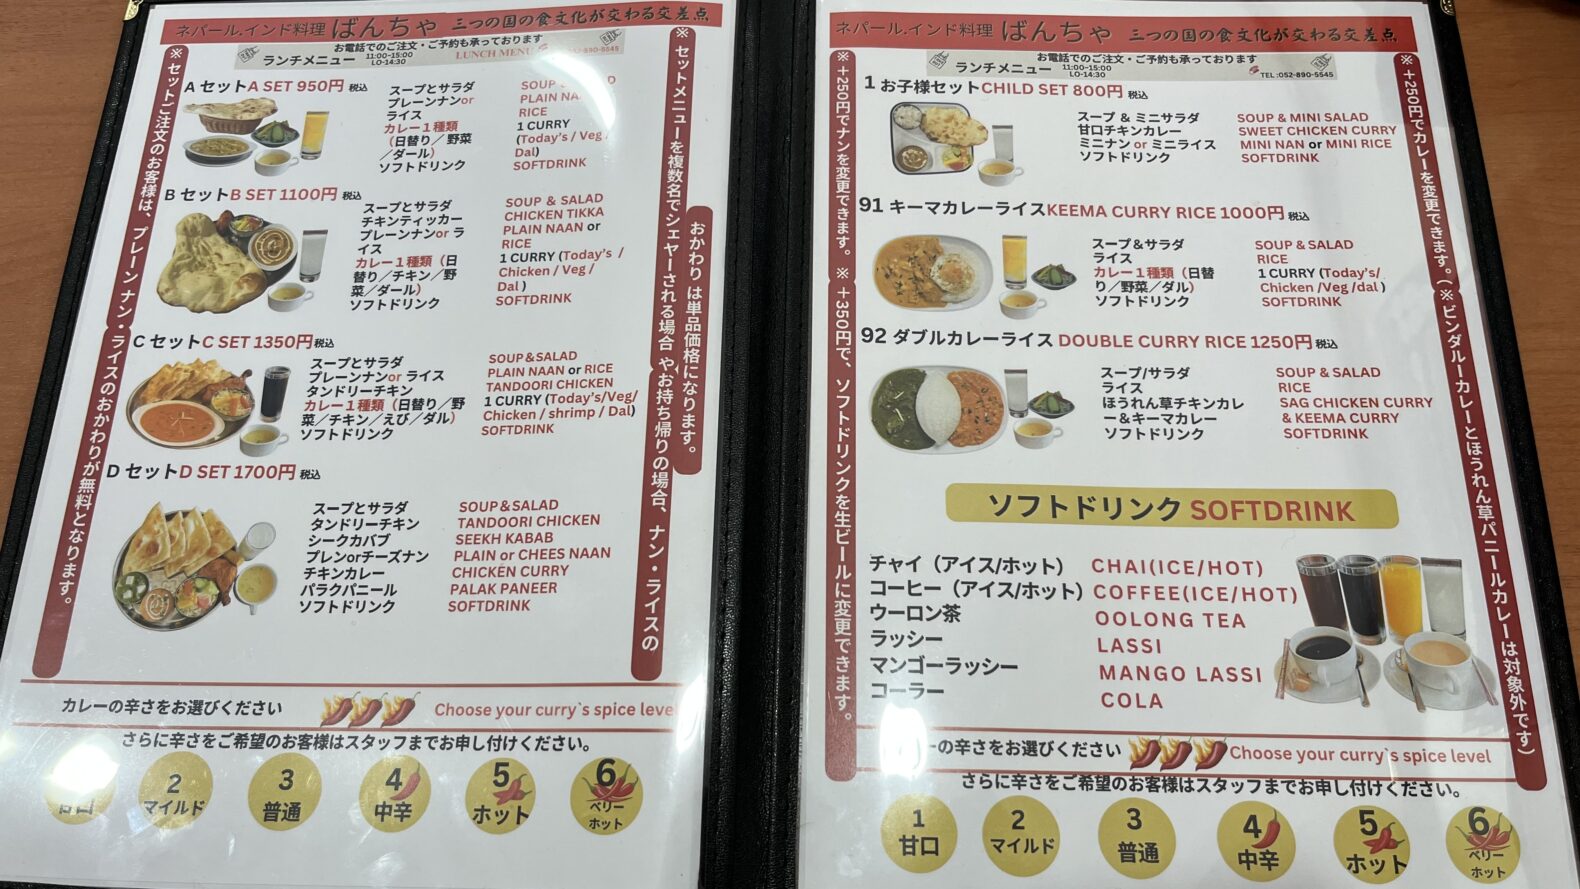 ネパール.インド料理 ばんちゃ 三つの国の食文化が交わる交差点
お電話でのご注文・ご予約も承っております
ランチメニュー 11:00-15:00 LUNCH MENU
LO-14:30
※ セットご注文のお客様は、プレーン ナン・ライスのおかわりが無料となります。
A セットA SET 950円 税込
スープとサラダ
プレーンナンor
ライス
カレー１種類
（日替り／ 野菜
／ダール）
ソフトドリンク
RICE
1 CURRY
(Today's / Veg /
Dal)
SOFTDRINK
B セットB SET 1100円 税込
スープとサラダ
チキンティッカー
プレーンナンor ラ
イス
カレー１種類（日
替り／チキン／野
菜／ダール）
ソフトドリンク
SOUP & SALAD
CHICKEN TIKKA
PLAIN NAAN or
RICE
1 CURRY (Today's /
Chicken / Veg /
Dal )
SOFTDRINK
C セットC SET 1350円 税込
スープとサラダ
プレーンナンor ライス
タンドリーチキン
カレー１種類（日替り／野
菜／チキン／えび／ダル）
ソフトドリンク
SOUP&SALAD
PLAIN NAAN or RICE
TANDOORI CHICKEN
1 CURRY (Today's/Veg/
Chicken / shrimp / Dal)
SOFTDRINK
D セットD SET 1700円 税込
スープとサラダ
タンドリーチキン
シークカバブ
プレンorチーズナン
チキンカレー
パラクパニール
ソフトドリンク
SOUP&SALAD
TANDOORI CHICKEN
SEEKH KABAB
PLAIN or CHEES NAAN
CHICKEN CURRY
PALAK PANEER
SOFTDRINK
※ セットメニューを複数名でシェヤーされる場合 やお持ち帰りの場合、ナン・ライスの
おかわり は単品価格になります。
カレーの辛さをお選びください Choose your curry`s spice level
さらに辛さをご希望のお客様はスタッフまでお申し付けください。
2 マイルド
3 普通
4 中辛
5 ホット
6 ベリーホット
ネパール.インド料理 ばんちゃ 三つの国の食文化が交わる交差点
お電話でのご注文・ご予約も承っております
ランチメニュー 11:00-15:00
LO-14:30
TEL :052-890-5545
※ +250円でナンを変更できます。 ※ +350円で、ソフトドリンクを生ビールに変更できます。
1 お子様セットCHILD SET 800円 税込
スープ & ミニサラダ
甘口チキンカレー
ミニナン or ミニライス
ソフトドリンク
SOUP & MINI SALAD
SWEET CHICKEN CURRY
MINI NAN or MINI RICE
SOFTDRINK
91 キーマカレーライスKEEMA CURRY RICE 1000円 税込
スープ&サラダ
ライス
カレー１種類（日替
り／野菜／ダル）
ソフトドリンク
SOUP & SALAD
RICE
1 CURRY (Today's/
Chicken /Veg /dal )
SOFTDRINK
92 ダブルカレーライス DOUBLE CURRY RICE 1250円 税込
スープ/サラダ
ライス
ほうれん草チキンカレ
ー&キーマカレー
ソフトドリンク
SOUP & SALAD
RICE
SAG CHICKEN CURRY
& KEEMA CURRY
SOFTDRINK
※ +250円でカレーを変更できます。（※ ビンダルカレーとほうれん草パニールカレーは対象外です）
ソフトドリンク SOFTDRINK
チャイ（アイス/ホット） CHAI(ICE/HOT)
コーヒー（アイス/ホット） COFFEE(ICE/HOT)
ウーロン茶 OOLONG TEA
ラッシー LASSI
マンゴーラッシー MANGO LASSI
コーラー COLA
の辛さをお選びください Choose your curry`s spice level
さらに辛さをご希望のお客様はスタッフまでお申し付けください。
1 甘口
2 マイルド
3 普通
4 中辛
5 ホット
6 ベリーホット